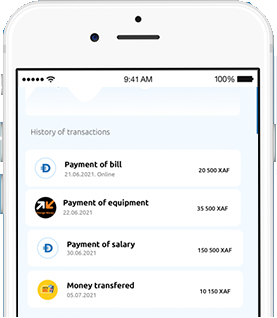 9:41 AM
100%
History of transactions
Payment of bill
21.06.2021. Online
20 500 XAF
Payment of equipment
22.06.2021
35 500 XAF
Payment of salary
30.06.2021
150 500 XAF
Money transfered
05.07.2021
10 150 XAF